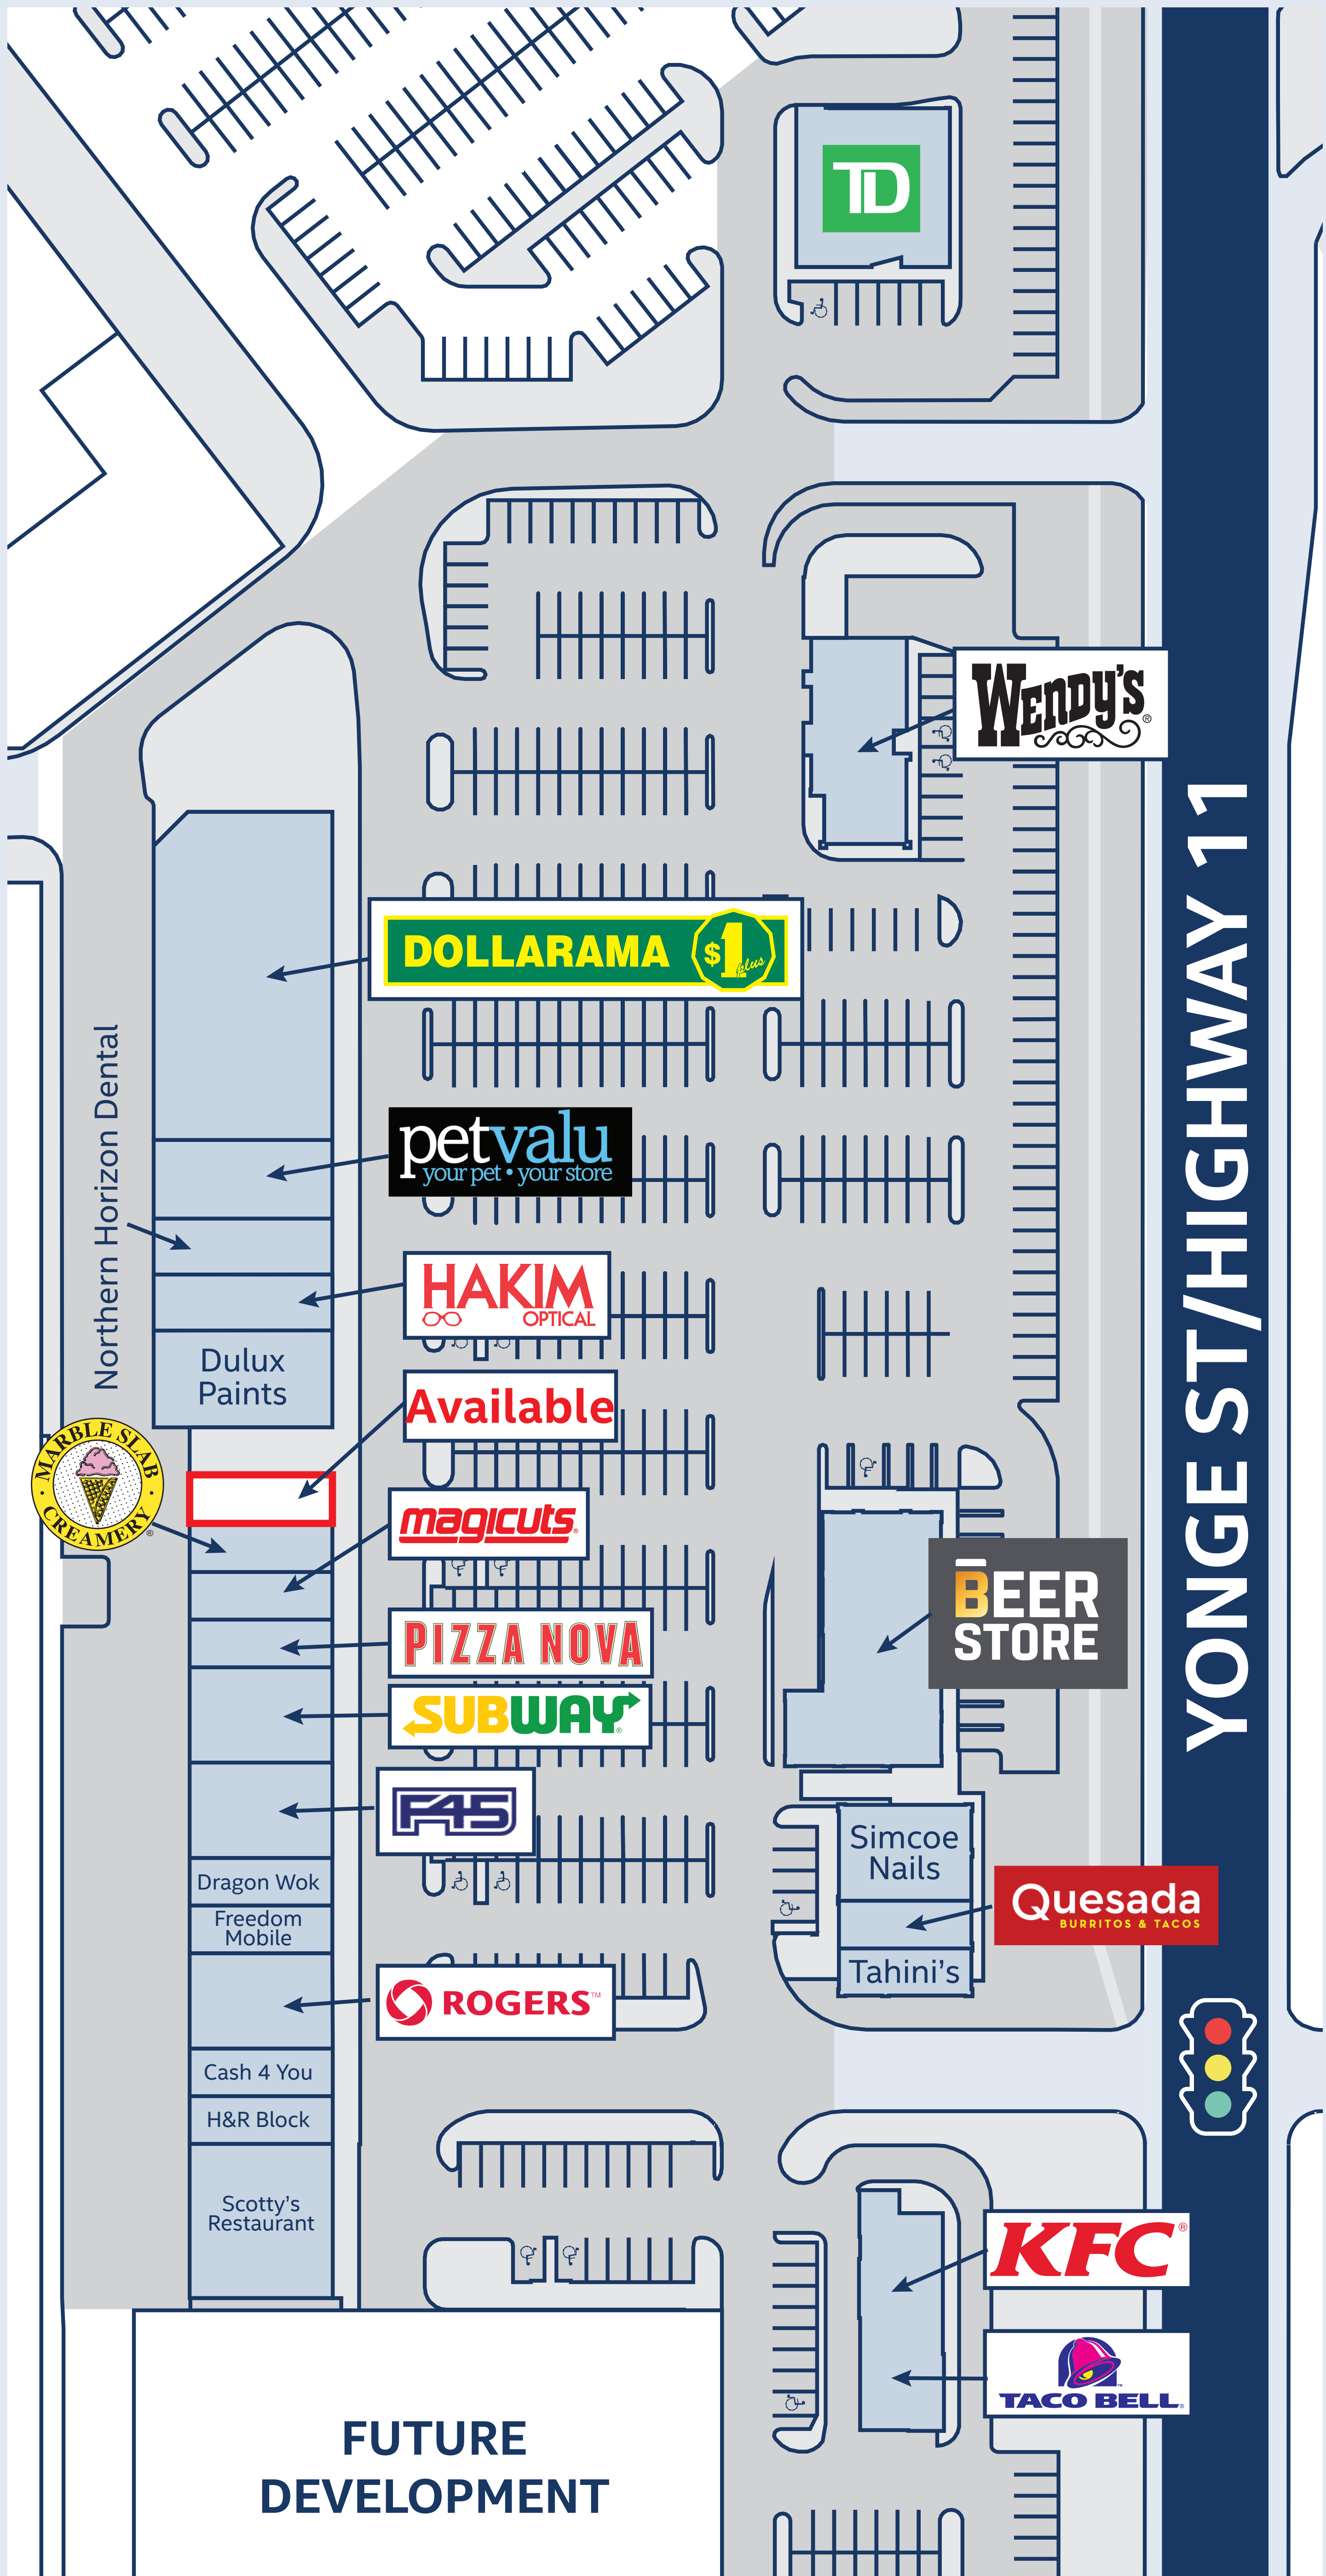 TD
WENDY'S®
DOLLARAMA $1 plus
petvalu
your pet • your store
Northern Horizon Dental
HAKIM
OPTICAL
Dulux
Paints
Available
MARBLE SLAB
CREAMERY®
magicuts®
PIZZA NOVA
SUBWAY®
F45
BEER
STORE
Simcoe
Nails
Quesada
BURRITOS & TACOS
Tahini's
Dragon Wok
Freedom
Mobile
ROGERS™
Cash 4 You
H&R Block
Scotty's
Restaurant
KFC®
TACO BELL®
FUTURE
DEVELOPMENT
YONGE ST/HIGHWAY 11